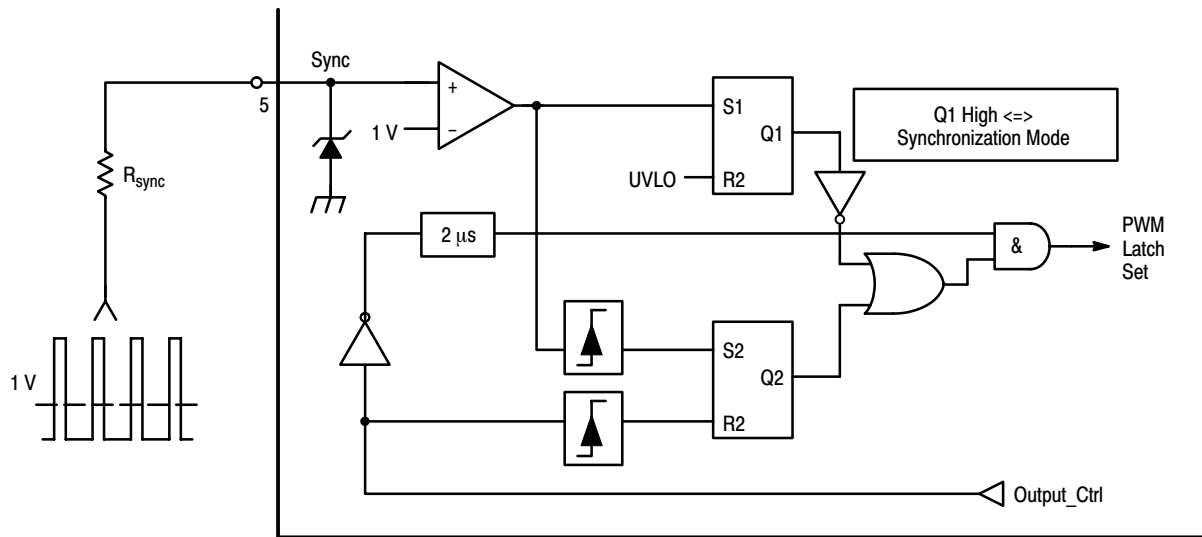 Sync
5
+
1 V
−
Rsync
S1
Q1
UVLO
R2
Q1 High <=>
Synchronization Mode
2 μs
&
PWM
Latch
Set
1 V
S2
Q2
R2
Output_Ctrl